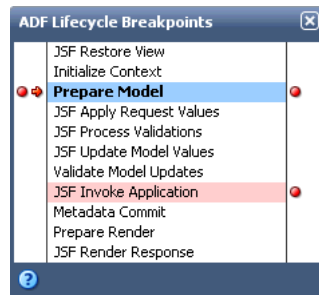 ADF Lifecycle Breakpoints
JSF Restore View
Initialize Context
Prepare Model
JSF Apply Request Values
JSF Process Validations
JSF Update Model Values
Validate Model Updates
JSF Invoke Application
Metadata Commit
Prepare Render
JSF Render Response
?